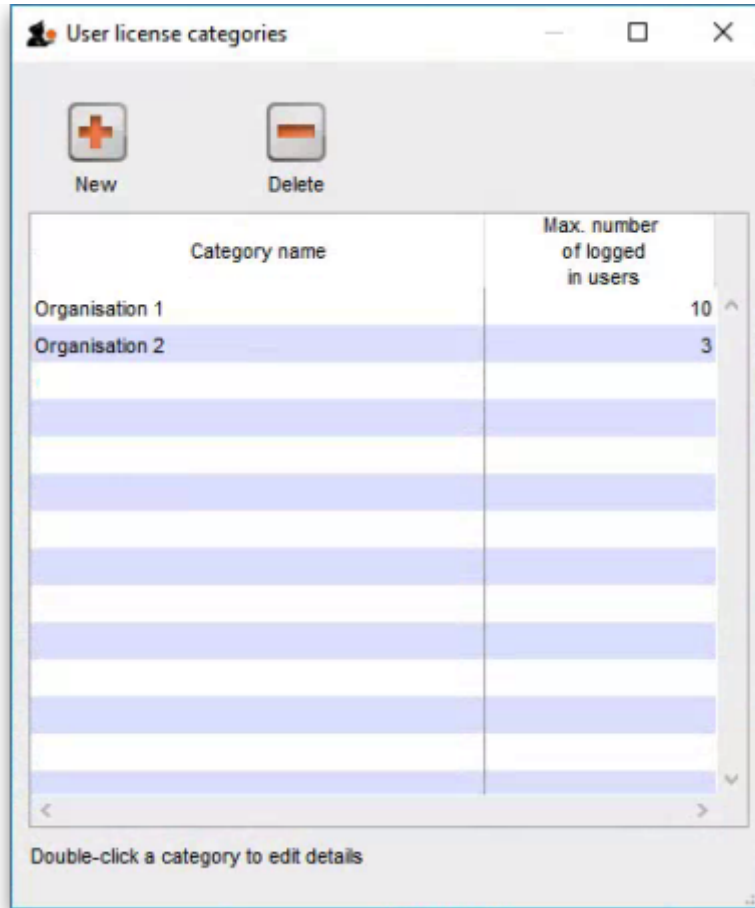 User license categories
New Delete
Category name
Max. number
of logged
in users
Organisation 1 10
Organisation 2 3
Double-click a category to edit details